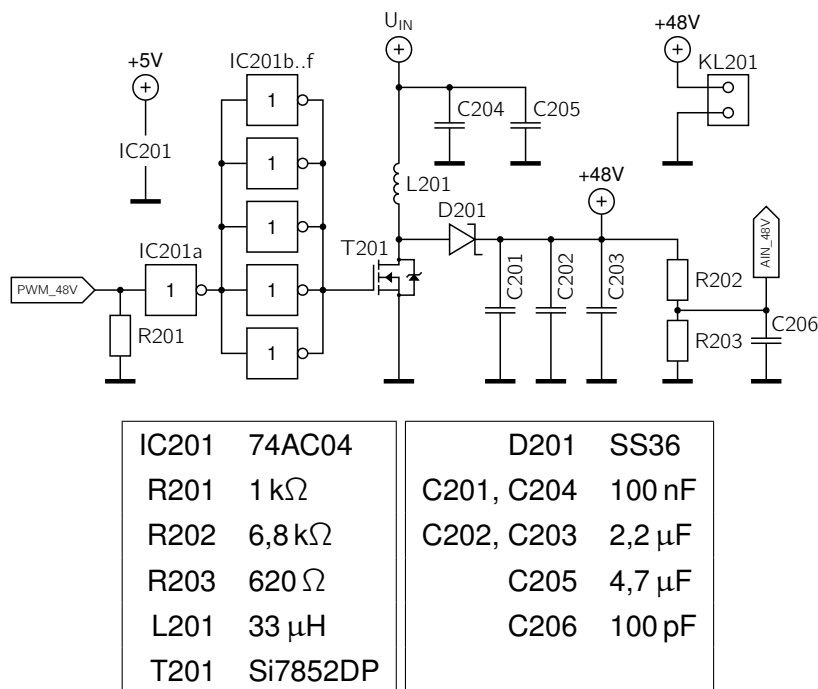 U_IN
+48V
+5V
IC201b..f
KL201
1
C204
C205
IC201
1
L201
+48V
D201
1
IC201a
T201
AIN_48V
PWM_48V
1
1
C201
C202
C203
R202
R201
1
R203
C206
IC201 74AC04
R201 1 kΩ
R202 6,8 kΩ
R203 620 Ω
L201 33 µH
T201 Si7852DP
D201 SS36
C201, C204 100 nF
C202, C203 2,2 µF
C205 4,7 µF
C206 100 pF